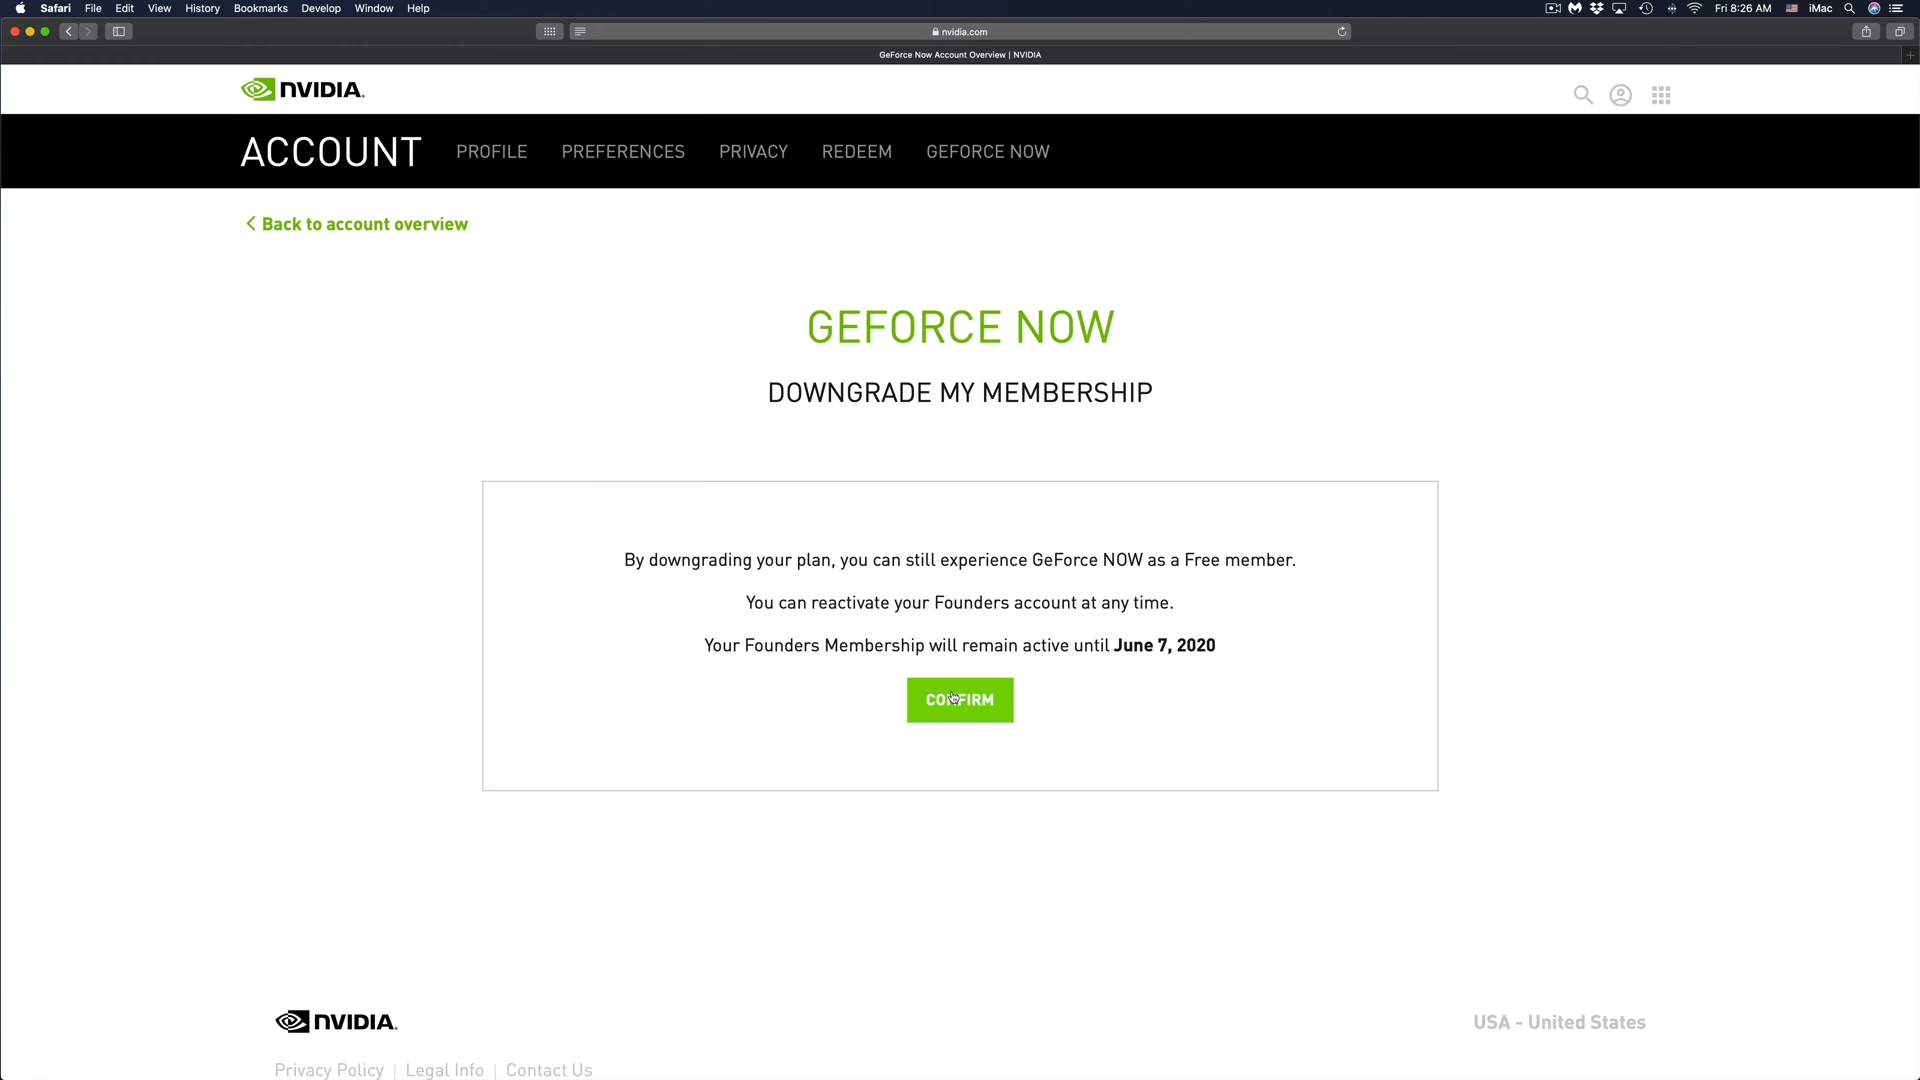 Safari File Edit View History Bookmarks Develop Window Help Fri 8:26 AM iMac
nvidia.com
GeForce Now Account Overview | NVIDIA
NVIDIA.
ACCOUNT PROFILE PREFERENCES PRIVACY REDEEM GEFORCE NOW
Back to account overview
GEFORCE NOW
DOWNGRADE MY MEMBERSHIP
By downgrading your plan, you can still experience GeForce NOW as a Free member.
You can reactivate your Founders account at any time.
Your Founders Membership will remain active until June 7, 2020
CONFIRM
NVIDIA.
USA - United States
Privacy Policy | Legal Info | Contact Us